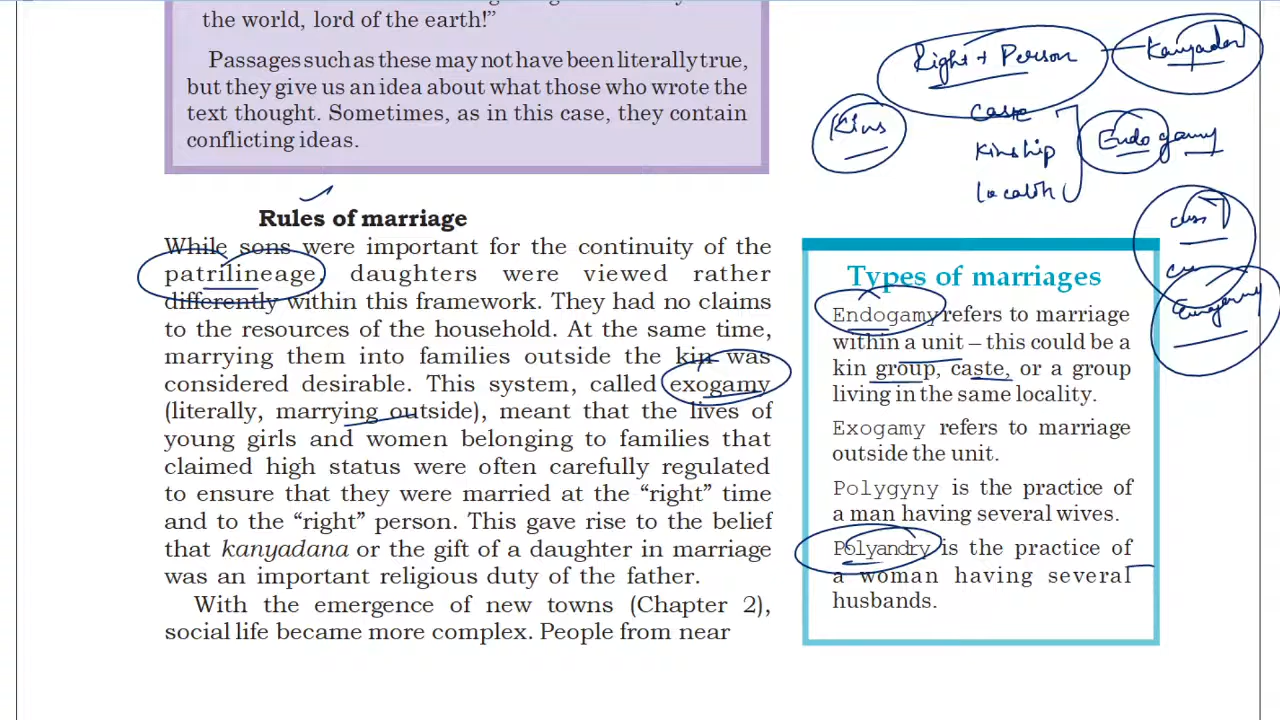 the world, lord of the earth!”
Passages such as these may not have been literally true,
but they give us an idea about what those who wrote the
text thought. Sometimes, as in this case, they contain
conflicting ideas.
Right + Person
Kanyadan
Kins
caste
kinship
Endogamy
Rules of marriage
While sons were important for the continuity of the
patrilineage, daughters were viewed rather
differently within this framework. They had no claims
to the resources of the household. At the same time,
marrying them into families outside the kin was
considered desirable. This system, called exogamy
(literally, marrying outside), meant that the lives of
young girls and women belonging to families that
claimed high status were often carefully regulated
to ensure that they were married at the “right” time
and to the “right” person. This gave rise to the belief
that kanyadana or the gift of a daughter in marriage
was an important religious duty of the father.
With the emergence of new towns (Chapter 2),
social life became more complex. People from near
Types of marriages
Endogamy refers to marriage
within a unit – this could be a
kin group, caste, or a group
living in the same locality.
Exogamy refers to marriage
outside the unit.
Polygyny is the practice of
a man having several wives.
Polyandry is the practice of
a woman having several
husbands.